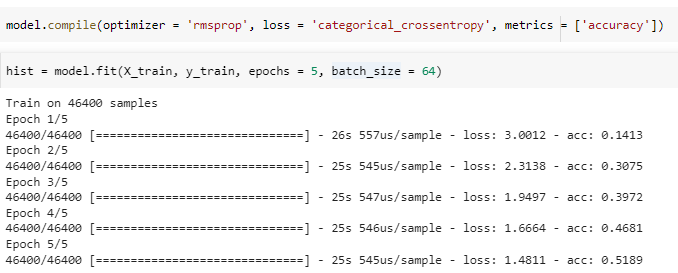 model.compile(optimizer = 'rmsprop', loss = 'categorical_crossentropy', metrics = ['accuracy'])
hist = model.fit(X_train, y_train, epochs = 5, batch_size = 64)
Train on 46400 samples
Epoch 1/5
46400/46400 [==============================] - 26s 557us/sample - loss: 3.0012 - acc: 0.1413
Epoch 2/5
46400/46400 [==============================] - 25s 545us/sample - loss: 2.3138 - acc: 0.3075
Epoch 3/5
46400/46400 [==============================] - 25s 547us/sample - loss: 1.9497 - acc: 0.3972
Epoch 4/5
46400/46400 [==============================] - 25s 546us/sample - loss: 1.6664 - acc: 0.4681
Epoch 5/5
46400/46400 [==============================] - 25s 545us/sample - loss: 1.4811 - acc: 0.5189